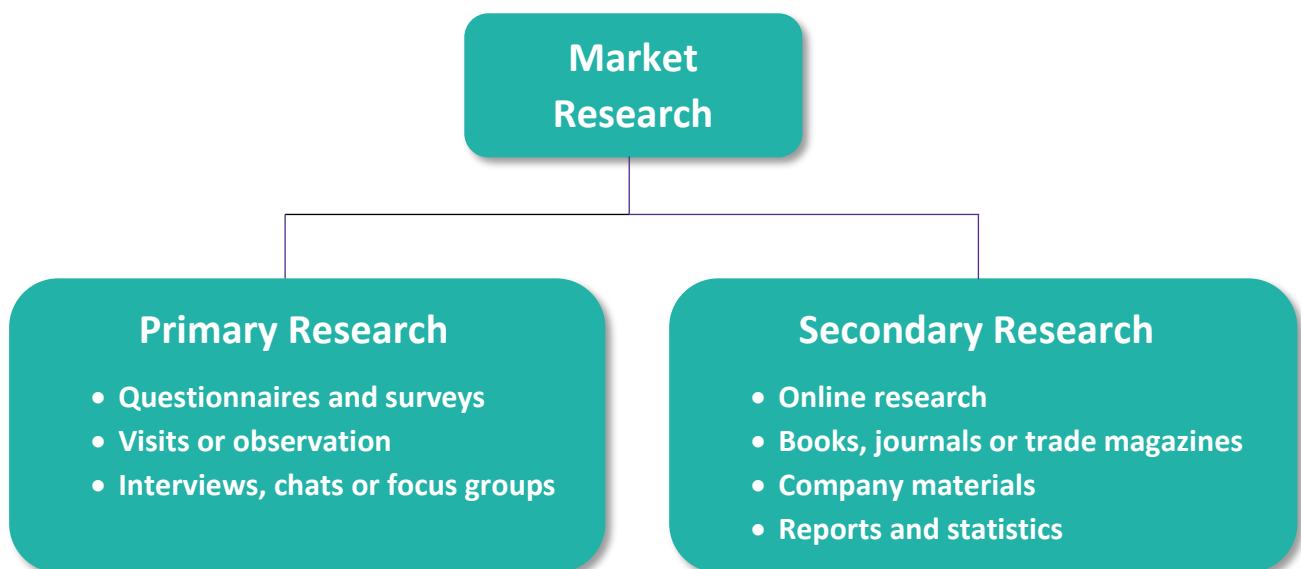 Market
Research
Primary Research
• Questionnaires and surveys
• Visits or observation
• Interviews, chats or focus groups
Secondary Research
• Online research
• Books, journals or trade magazines
• Company materials
• Reports and statistics